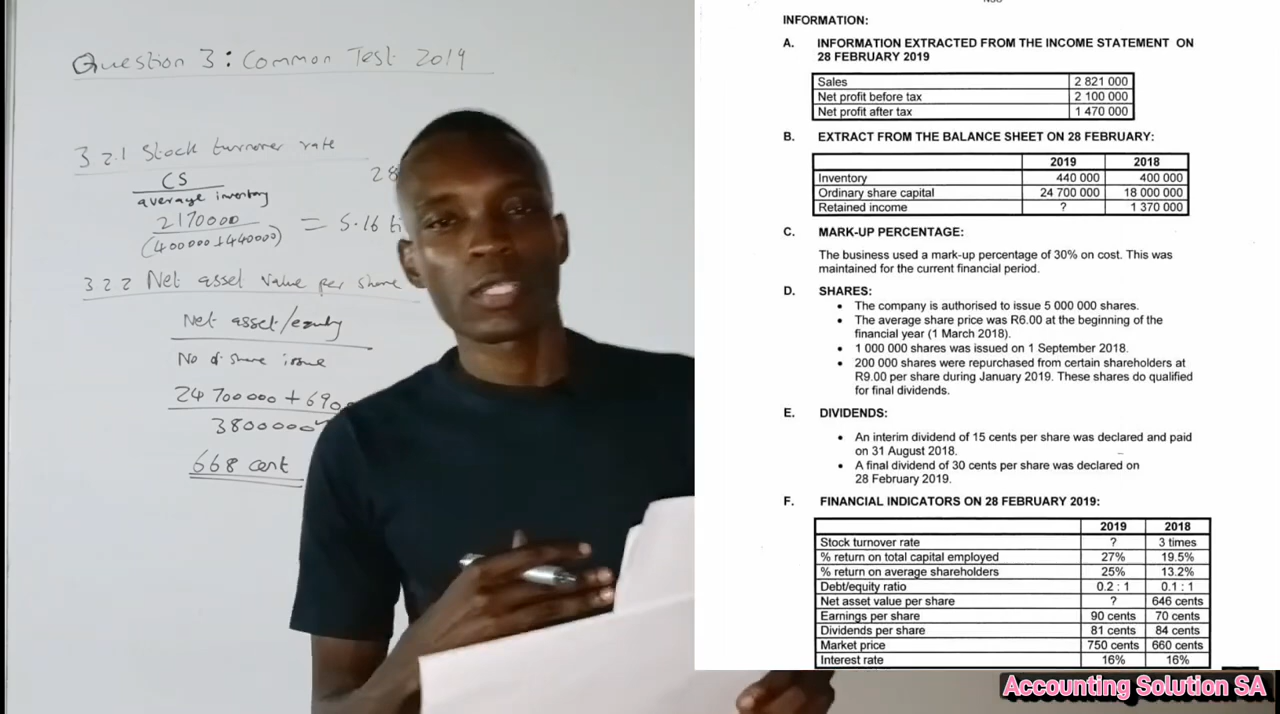 Question 3: Common Test 2019
3 2.1 Stock turnover rate
CS
average inventory
28
2170000
(400000+440000)
= 5.16 ti
3.2.2 Net asset value per share
Net asset/equity
No of share issue
24 700000 + 690
3800000
668 cent
INFORMATION:
A. INFORMATION EXTRACTED FROM THE INCOME STATEMENT ON
28 FEBRUARY 2019
Sales 2 821 000
Net profit before tax 2 100 000
Net profit after tax 1 470 000
B. EXTRACT FROM THE BALANCE SHEET ON 28 FEBRUARY:
2019 2018
Inventory 440 000 400 000
Ordinary share capital 24 700 000 18 000 000
Retained income ? 1 370 000
C. MARK-UP PERCENTAGE:
The business used a mark-up percentage of 30% on cost. This was
maintained for the current financial period.
D. SHARES:
• The company is authorised to issue 5 000 000 shares.
• The average share price was R6.00 at the beginning of the
financial year (1 March 2018).
• 1 000 000 shares was issued on 1 September 2018.
• 200 000 shares were repurchased from certain shareholders at
R9.00 per share during January 2019. These shares do qualified
for final dividends.
E. DIVIDENDS:
• An interim dividend of 15 cents per share was declared and paid
on 31 August 2018.
• A final dividend of 30 cents per share was declared on
28 February 2019.
F. FINANCIAL INDICATORS ON 28 FEBRUARY 2019:
2019 2018
Stock turnover rate ? 3 times
% return on total capital employed 27% 19.5%
% return on average shareholders 25% 13.2%
Debt/equity ratio 0.2 : 1 0.1 : 1
Net asset value per share ? 646 cents
Earnings per share 90 cents 70 cents
Dividends per share 81 cents 84 cents
Market price 750 cents 660 cents
Interest rate 16% 16%
Accounting Solution SA